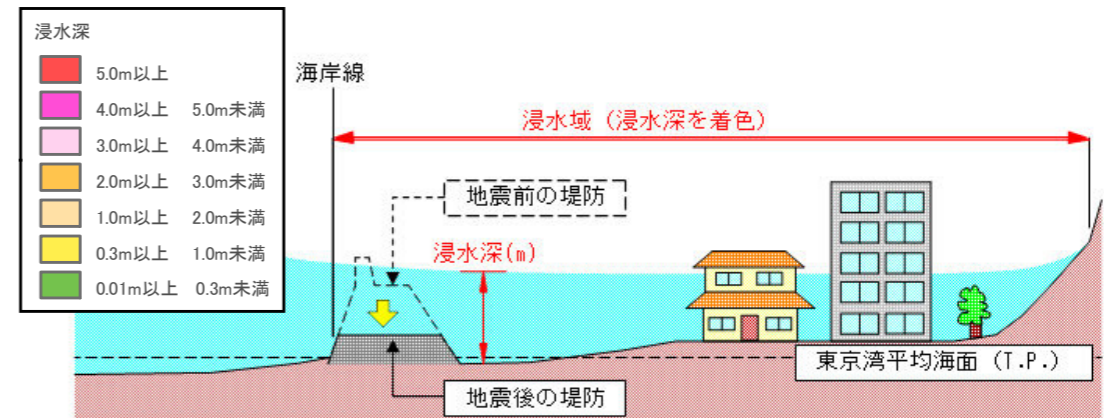 浸水深
5.0m以上
4.0m以上 5.0m未満
3.0m以上 4.0m未満
2.0m以上 3.0m未満
1.0m以上 2.0m未満
0.3m以上 1.0m未満
0.01m以上 0.3m未満
海岸線
浸水域（浸水深を着色）
地震前の堤防
浸水深(m)
東京湾平均海面（T.P.）
地震後の堤防